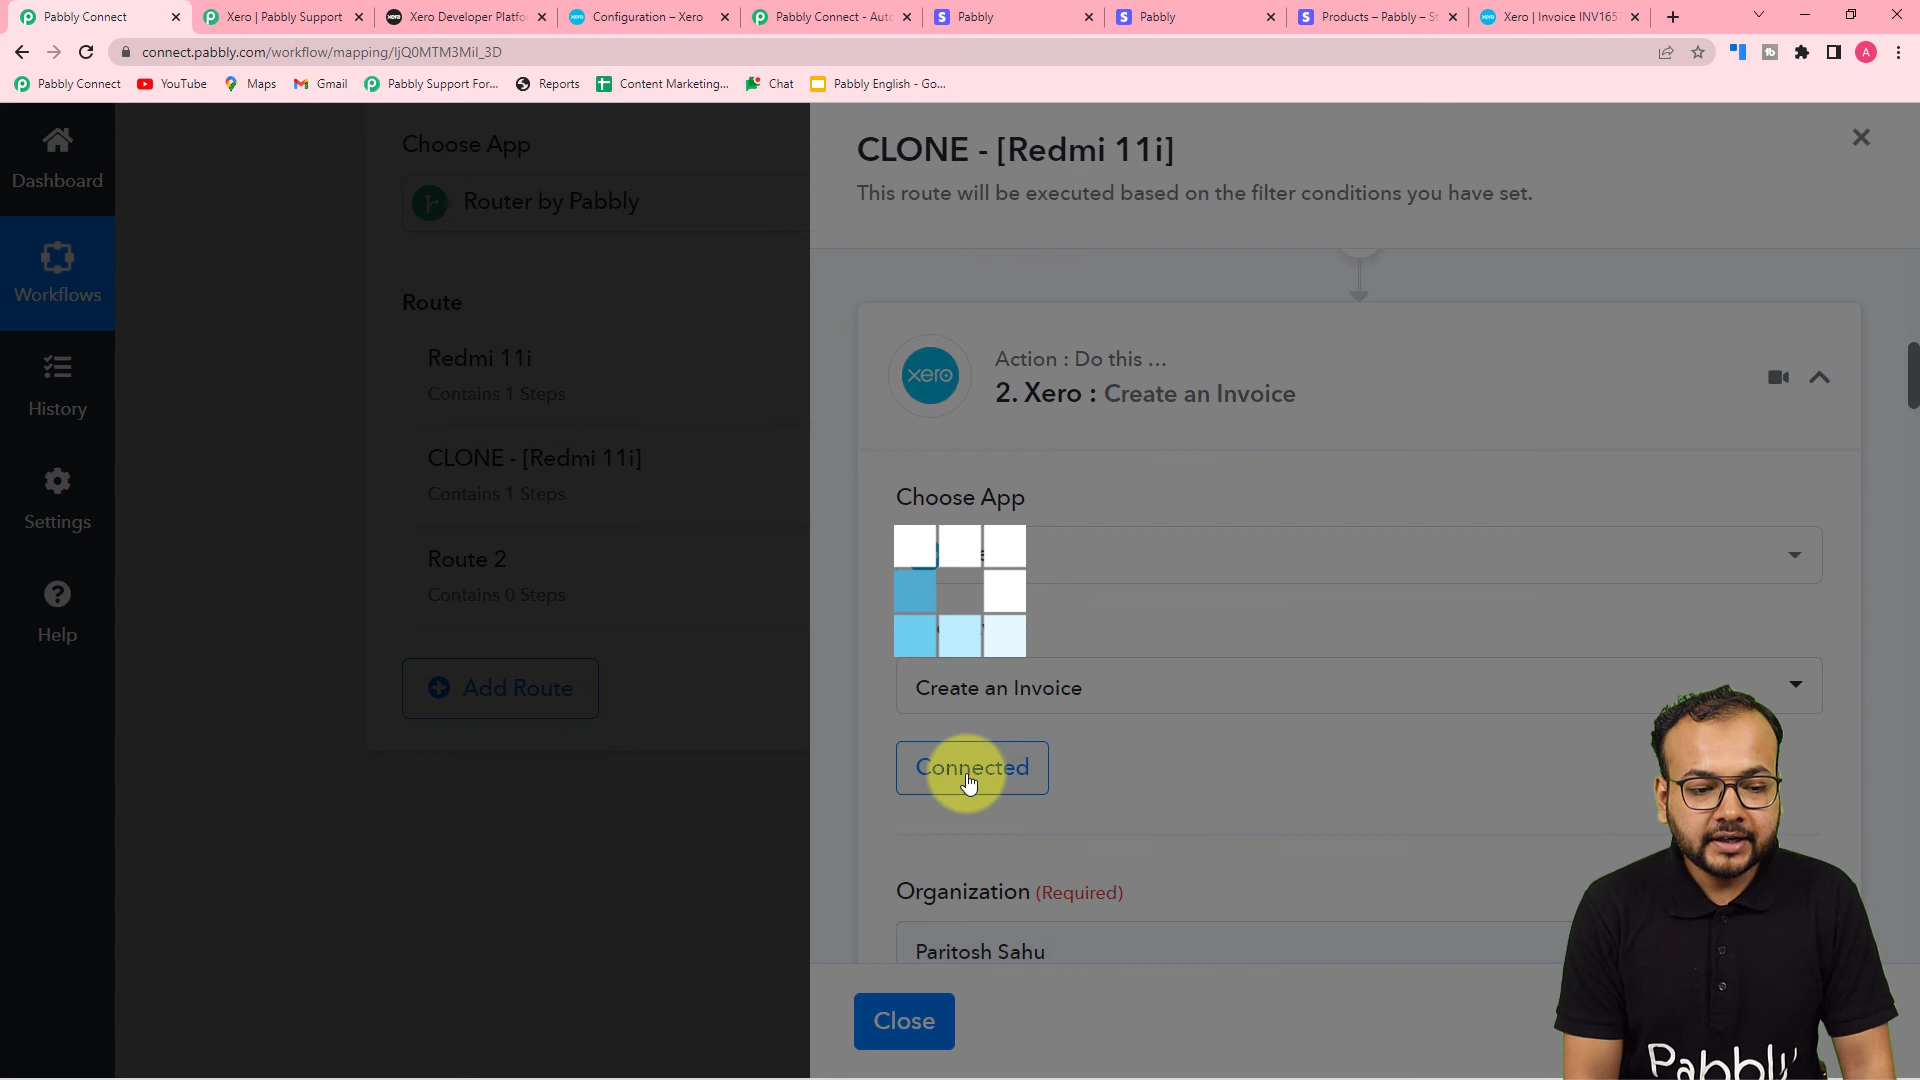 Pabbly Connect
Xero | Pabbly Support
Xero Developer Platfo
Configuration – Xero
Pabbly Connect - Auto
Pabbly
Pabbly
Products – Pabbly – St
Xero | Invoice INV165
connect.pabbly.com/workflow/mapping/IjQ0MTM3MiI_3D
A
Pabbly Connect
YouTube
Maps
Gmail
Pabbly Support For...
Reports
Content Marketing...
Chat
Pabbly English - Go...
Dashboard
Workflows
History
Settings
Help
Choose App
Router by Pabbly
Route
Redmi 11i
Contains 1 Steps
CLONE - [Redmi 11i]
Contains 1 Steps
Route 2
Contains 0 Steps
Add Route
CLONE - [Redmi 11i]
This route will be executed based on the filter conditions you have set.
xero
Action : Do this ...
2. Xero : Create an Invoice
Choose App
Create an Invoice
Connected
Organization (Required)
Paritosh Sahu
Close
Pabbly